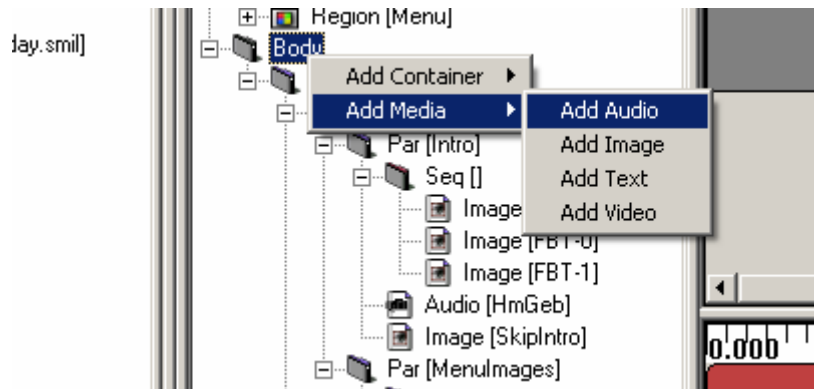 Region [Menu]
day.smil]
Body
Add Container
Add Media
Add Audio
Add Image
Add Text
Add Video
Par [Intro]
Seq []
Image
Image [FBT-0]
Image [FBT-1]
Audio [HmGeb]
Image [SkipIntro]
0.000
Par [MenuImages]